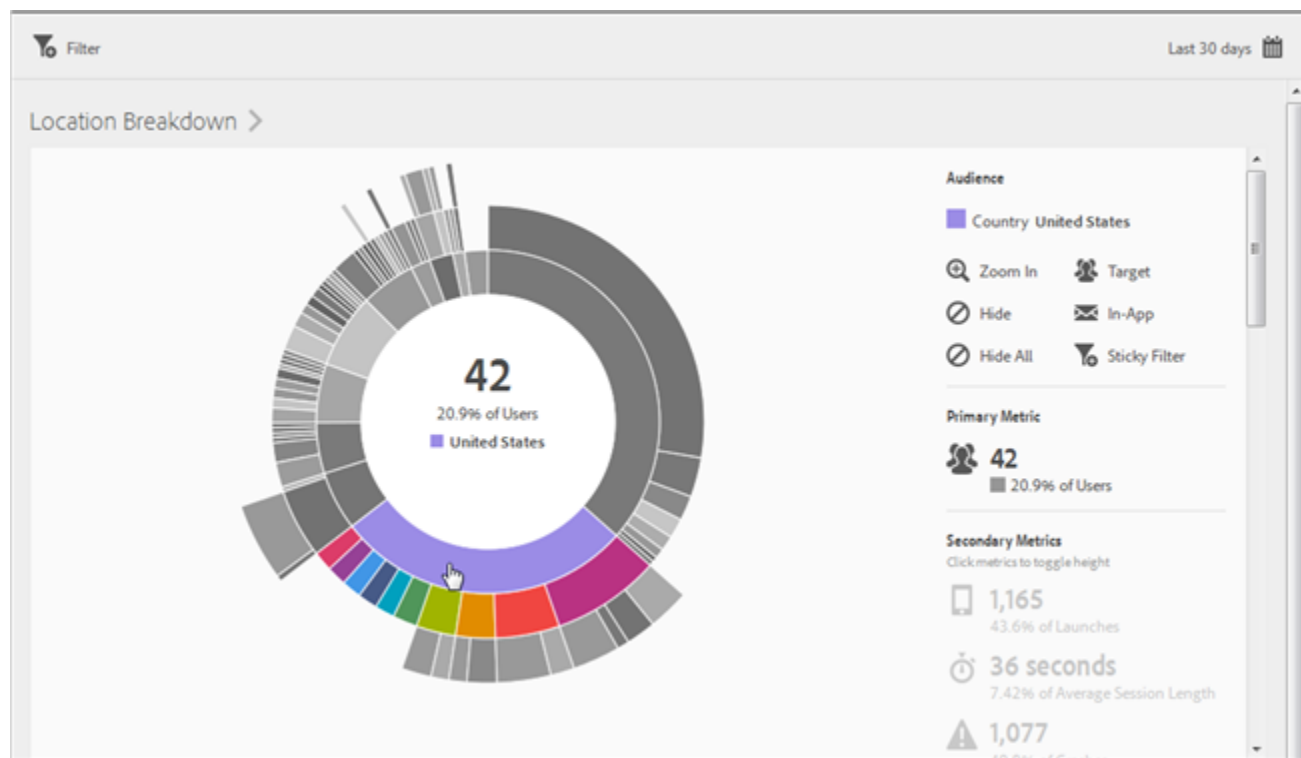 Filter
Last 30 days
Location Breakdown
42
20.9% of Users
United States
Audience
Country United States
Zoom In
Target
Hide
In-App
Hide All
Sticky Filter
Primary Metric
42
20.9% of Users
Secondary Metrics
Click metrics to toggle height
1,165
43.6% of Launches
36 seconds
7.42% of Average Session Length
1,077